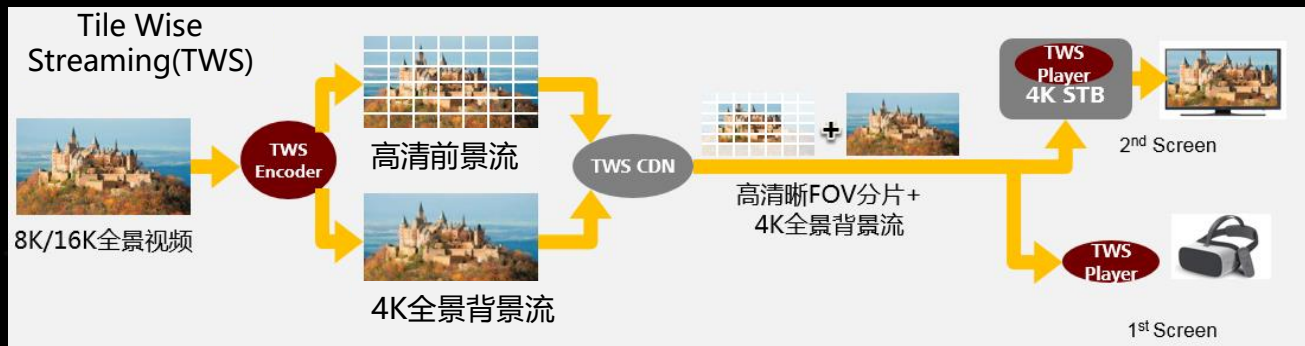 Tile Wise
Streaming(TWS)
8K/16K全景视频
TWS
Encoder
高清前景流
4K全景背景流
TWS CDN
+
高清晰FOV分片+
4K全景背景流
TWS
Player
4K STB
2nd Screen
TWS
Player
1st Screen